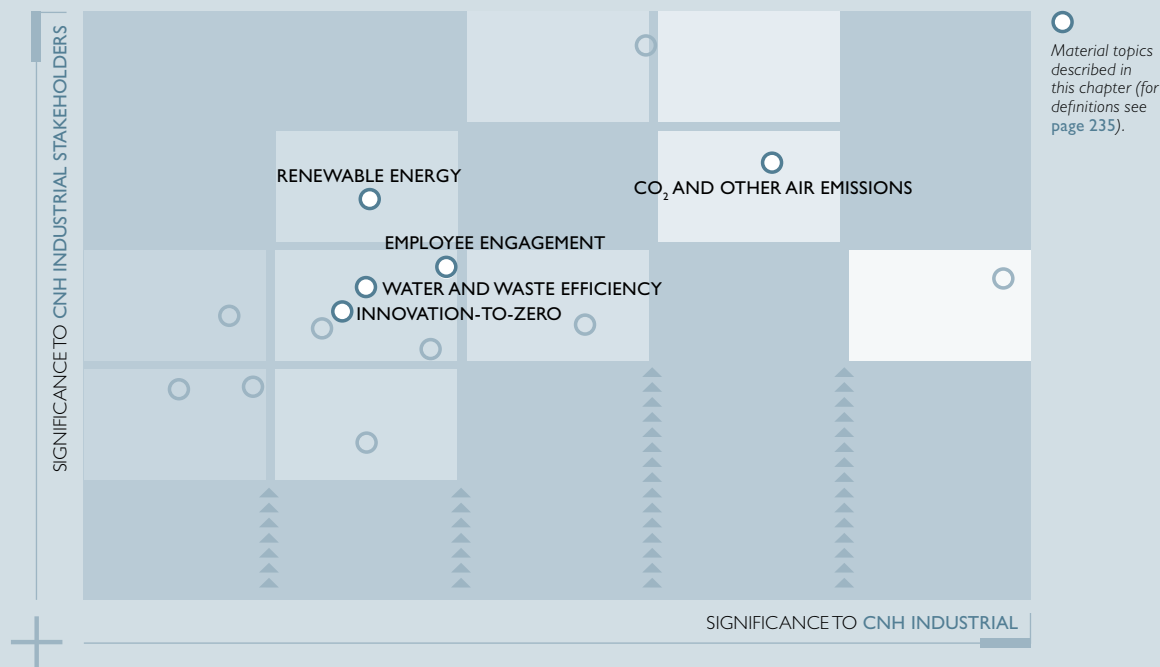 SIGNIFICANCE TO CNH INDUSTRIAL STAKEHOLDERS
RENEWABLE ENERGY
CO₂ AND OTHER AIR EMISSIONS
EMPLOYEE ENGAGEMENT
WATER AND WASTE EFFICIENCY
INNOVATION-TO-ZERO
SIGNIFICANCE TO CNH INDUSTRIAL
Material topics
described in
this chapter (for
definitions see
page 235).